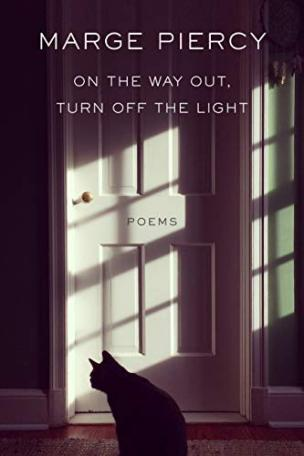 MARGE PIERCY
ON THE WAY OUT,
TURN OFF THE LIGHT
POEMS